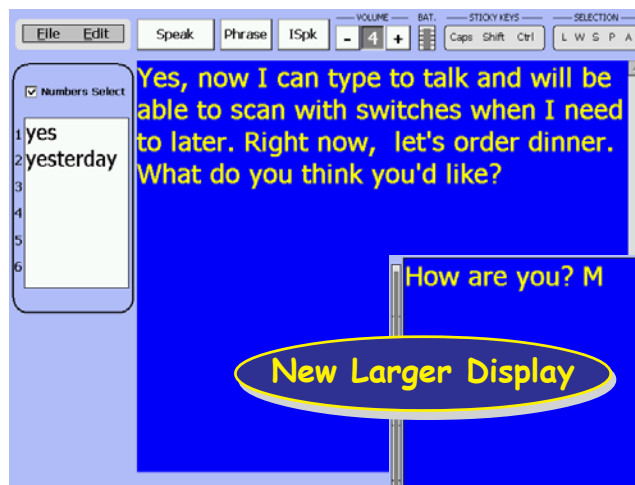 File Edit
Speak
Phrase
ISpk
VOLUME
- 4 +
BAT.
STICKY KEYS
Caps Shift Ctrl
SELECTION
L W S P A
Numbers Select
1 yes
2 yesterday
3
4
5
6
Yes, now I can type to talk and will be
able to scan with switches when I need
to later. Right now, let's order dinner.
What do you think you'd like?
How are you? M
New Larger Display